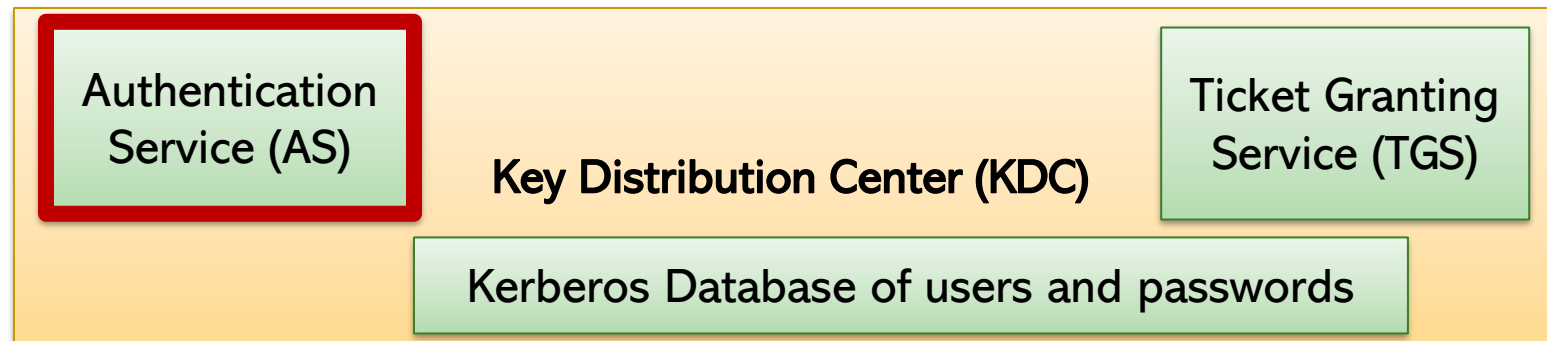 Authentication
Service (AS)
Key Distribution Center (KDC)
Ticket Granting
Service (TGS)
Kerberos Database of users and passwords